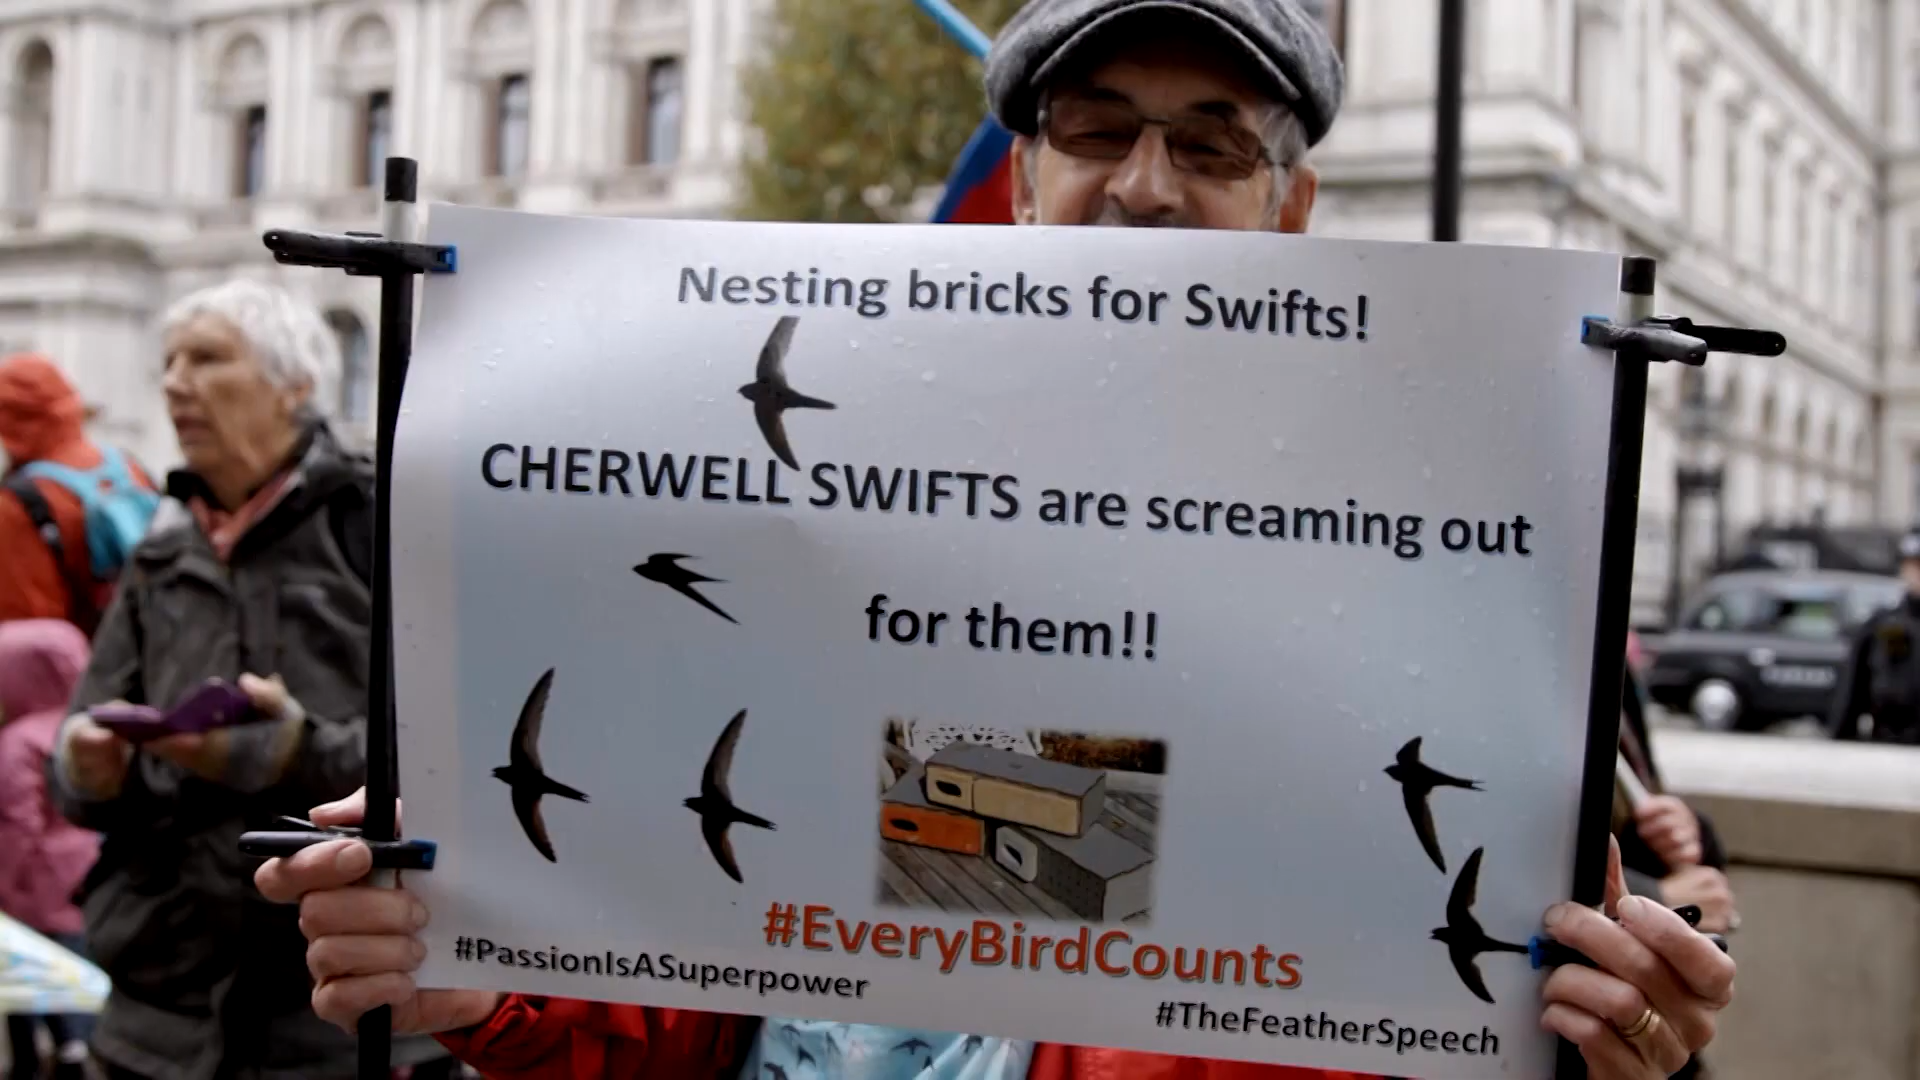 Nesting bricks for Swifts!
CHERWELL SWIFTS are screaming out
for them!!
#EveryBirdCounts
#PassionIsASuperpower
#TheFeatherSpeech